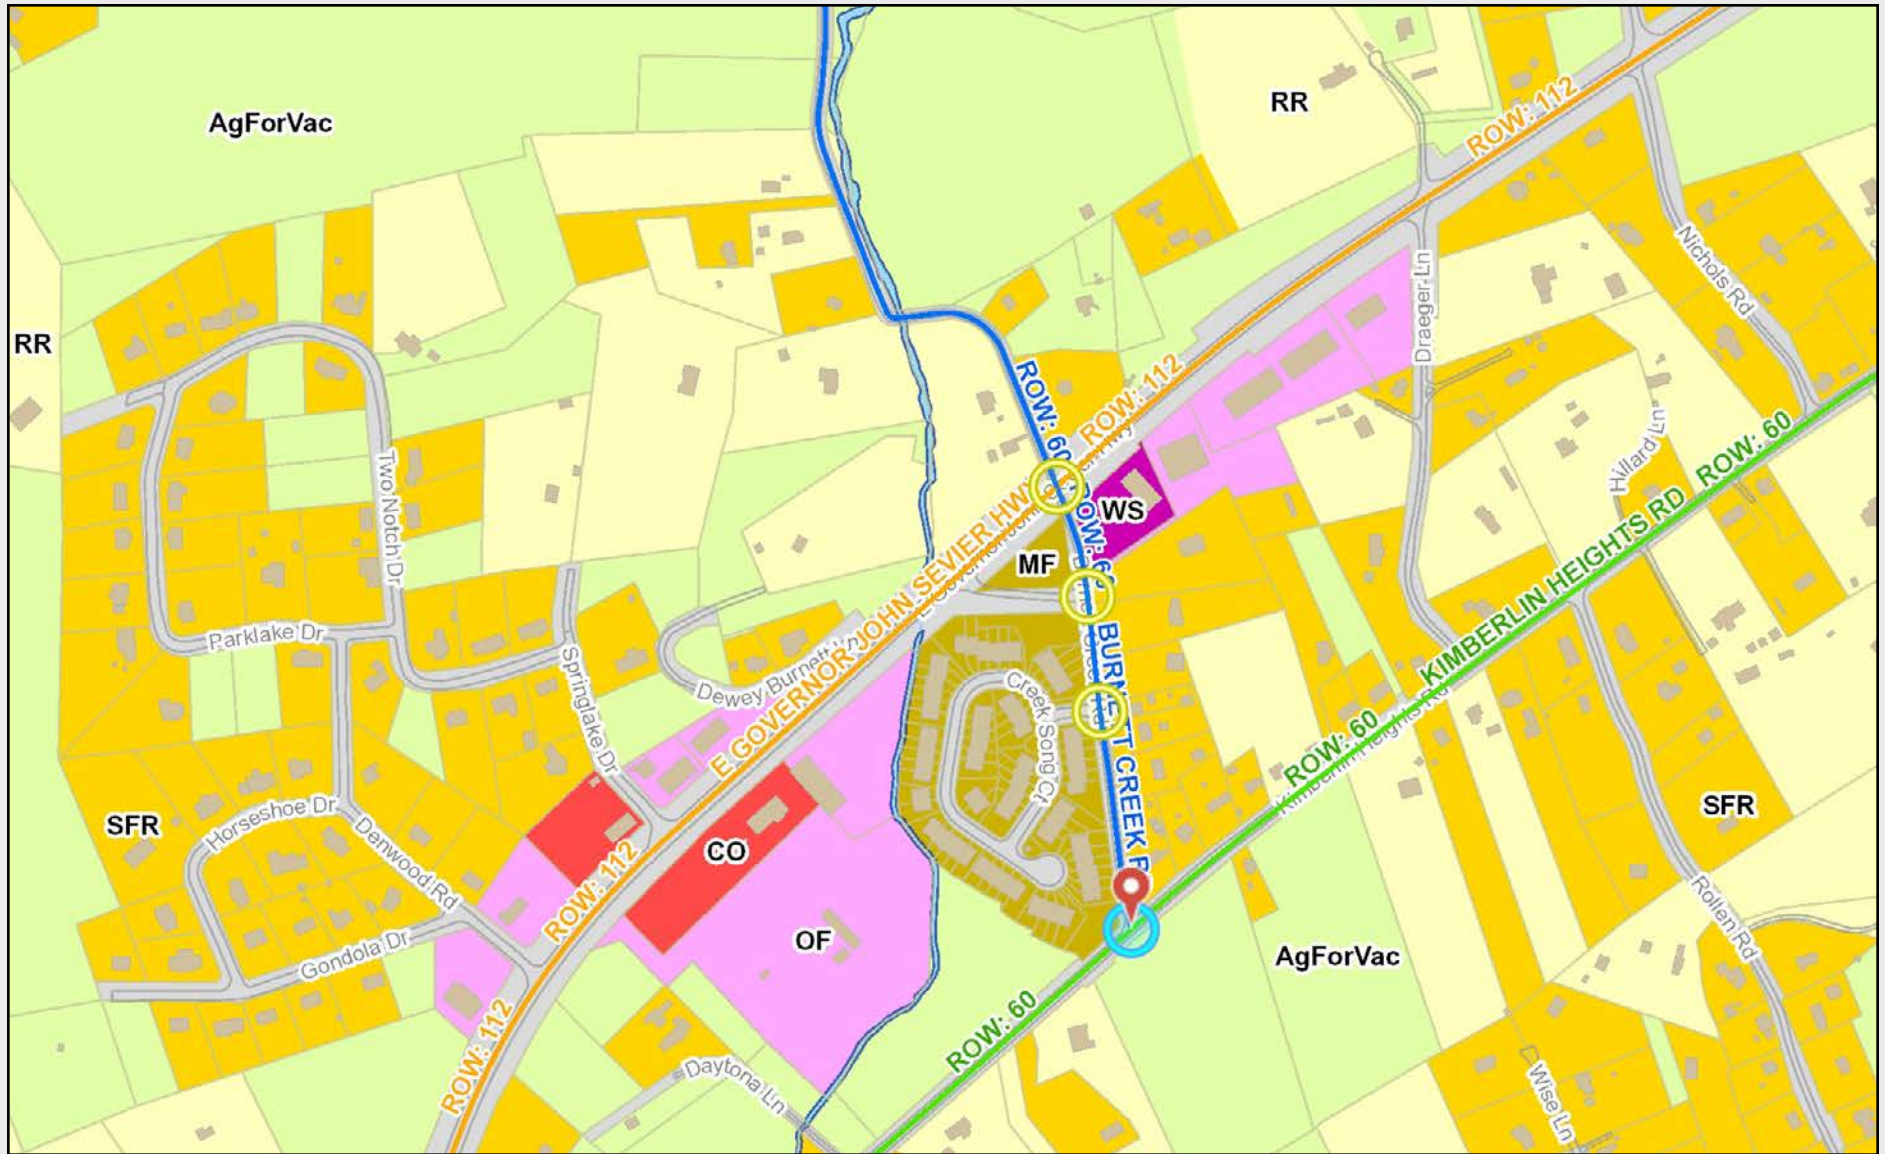 AgForVac
RR
ROW: 112
Nichols Rd
Draeger Ln
RR
ROW: 60
ROW: 112
Two Notch Dr
Hillard Ln
ROW: 60
WS
ROW: 60
MF
E GOVERNOR JOHN SEVIER HWY
KIMBERLIN HEIGHTS RD
Parklake Dr
Springlake Dr
Dewey Burnett Ln
Creek Song Ct
BURNETT CREEK R
ROW: 60
Kimberlin Heights Rd
SFR
Horseshoe Dr
Denwood Rd
SFR
CO
ROW: 112
Rollen Rd
Gondola Dr
OF
AgForVac
ROW: 60
ROW: 112
Daytona Ln
Wise Ln